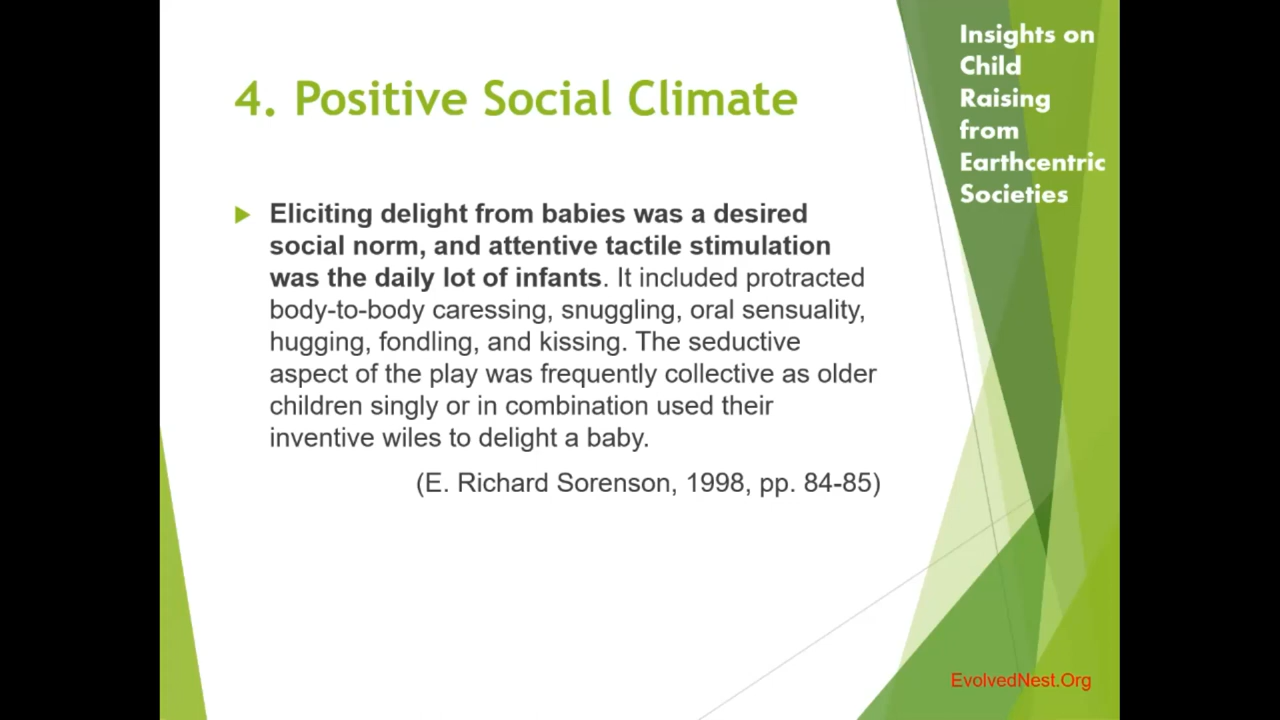 4. Positive Social Climate
Eliciting delight from babies was a desired
social norm, and attentive tactile stimulation
was the daily lot of infants. It included protracted
body-to-body caressing, snuggling, oral sensuality,
hugging, fondling, and kissing. The seductive
aspect of the play was frequently collective as older
children singly or in combination used their
inventive wiles to delight a baby.
(E. Richard Sorenson, 1998, pp. 84-85)
Insights on
Child
Raising
from
Earthcentric
Societies
EvolvedNest.Org